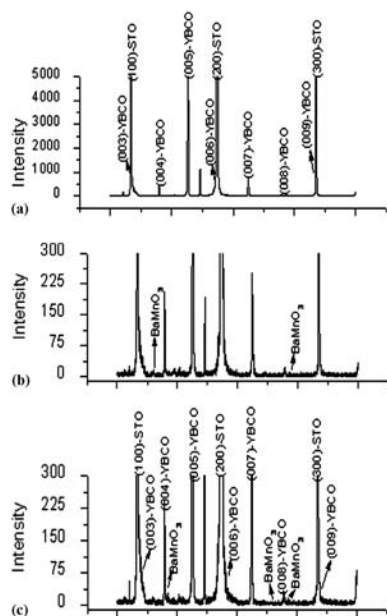 (003)-YBCO
(100)-STO
(004)-YBCO
(005)-YBCO
(006)-YBCO
(200)-STO
(007)-YBCO
(008)-YBCO
(009)-YBCO
(300)-STO
Intensity
5000
4000
3000
2000
1000
0
(a)
Intensity
300
225
150
75
0
BaMnO3
BaMnO3
(b)
(100)-STO
(003)-YBCO
(004)-YBCO
BaMnO3
(005)-YBCO
(200)-STO
(006)-YBCO
(007)-YBCO
BaMnO3
(008)-YBCO
BaMnO3
(300)-STO
(009)-YBCO
Intensity
300
225
150
75
0
(c)